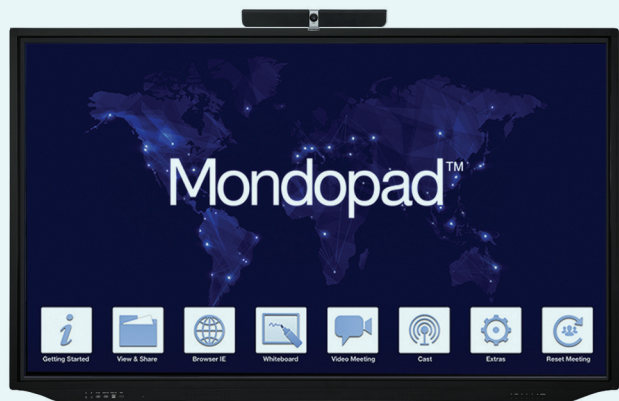 Mondopad™
Getting Started
View & Share
Browser IE
Whiteboard
Video Meeting
Cast
Extras
Reset Meeting